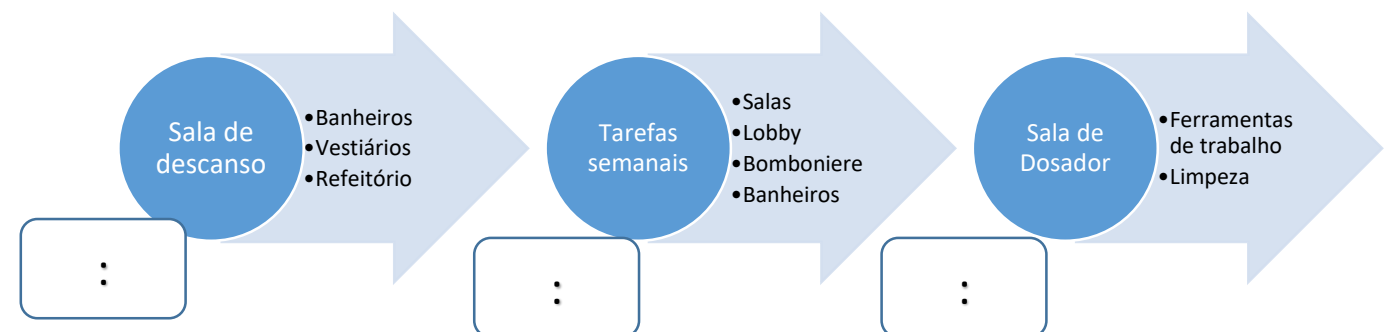 Sala de
descanso
•Banheiros
•Vestiários
•Refeitório
:
Tarefas
semanais
•Salas
•Lobby
•Bomboniere
•Banheiros
:
Sala de
Dosador
•Ferramentas
de trabalho
•Limpeza
: